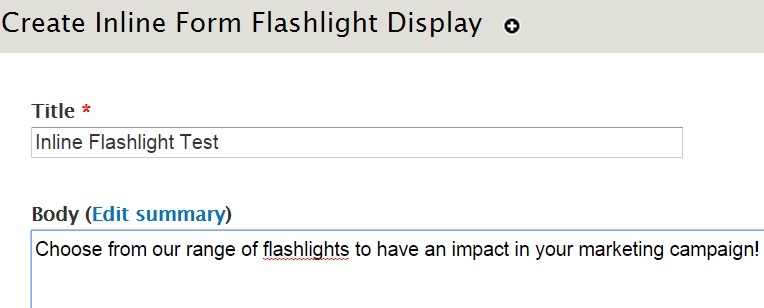 Create Inline Form Flashlight Display
Title *
Inline Flashlight Test
Body (Edit summary)
Choose from our range of flashlights to have an impact in your marketing campaign!